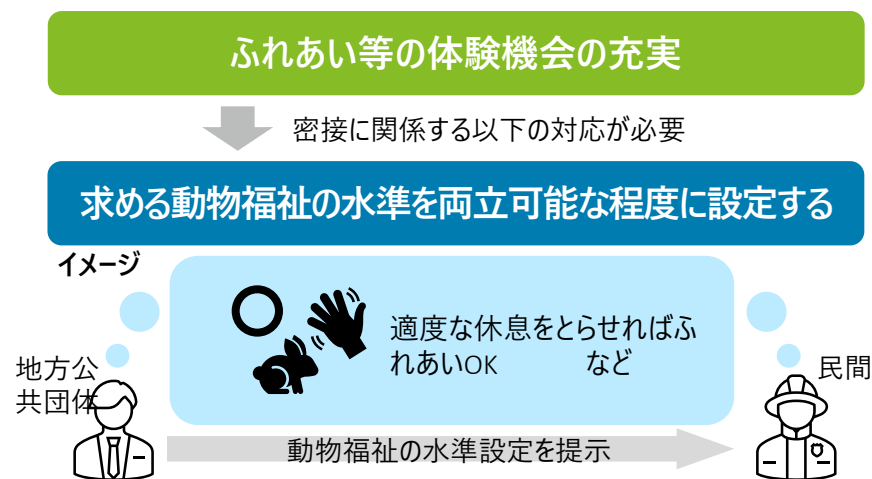 ふれあい等の体験機会の充実
密接に関係する以下の対応が必要
求める動物福祉の水準を両立可能な程度に設定する
イメージ
適度な休息をとらせればふ
れあいOK など
地方公
共団体
民間
動物福祉の水準設定を提示